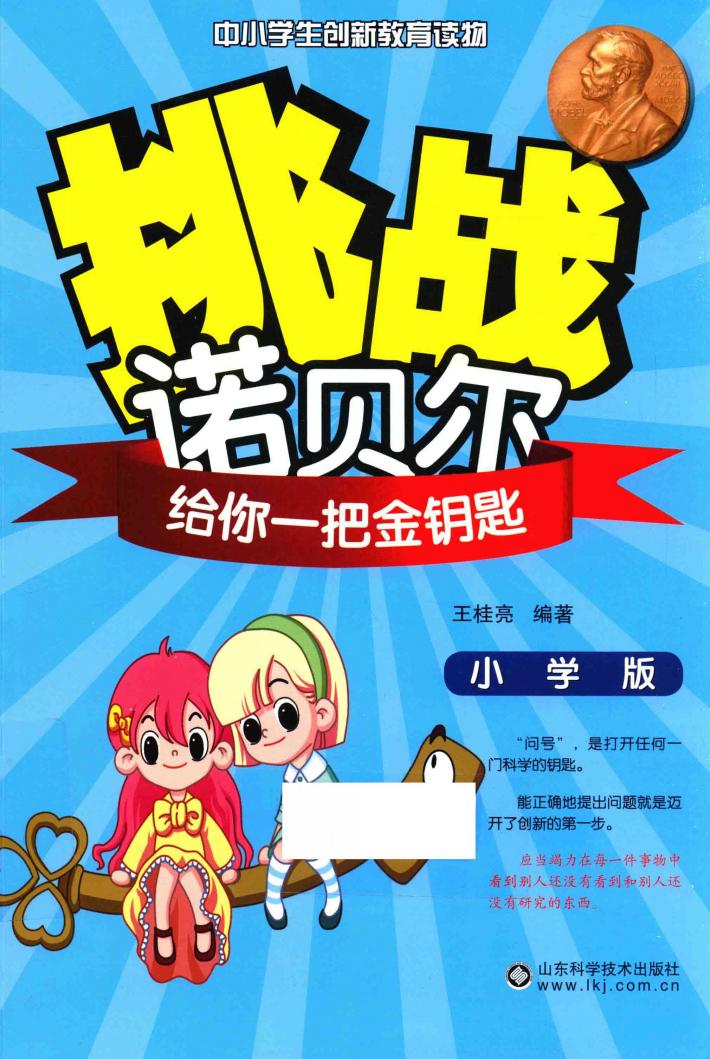 中小学生创新教育读物
挑战
诺贝尔
给你一把金钥匙
王桂亮 编著
小学版
“问号”，是打开任何一
门科学的钥匙。
能正确地提出问题就是迈
开了创新的第一步。
应当竭力在每一件事物中
看到别人还没有看到和别人还
没有研究的东西。
山东科学技术出版社
www.lkj.com.cn